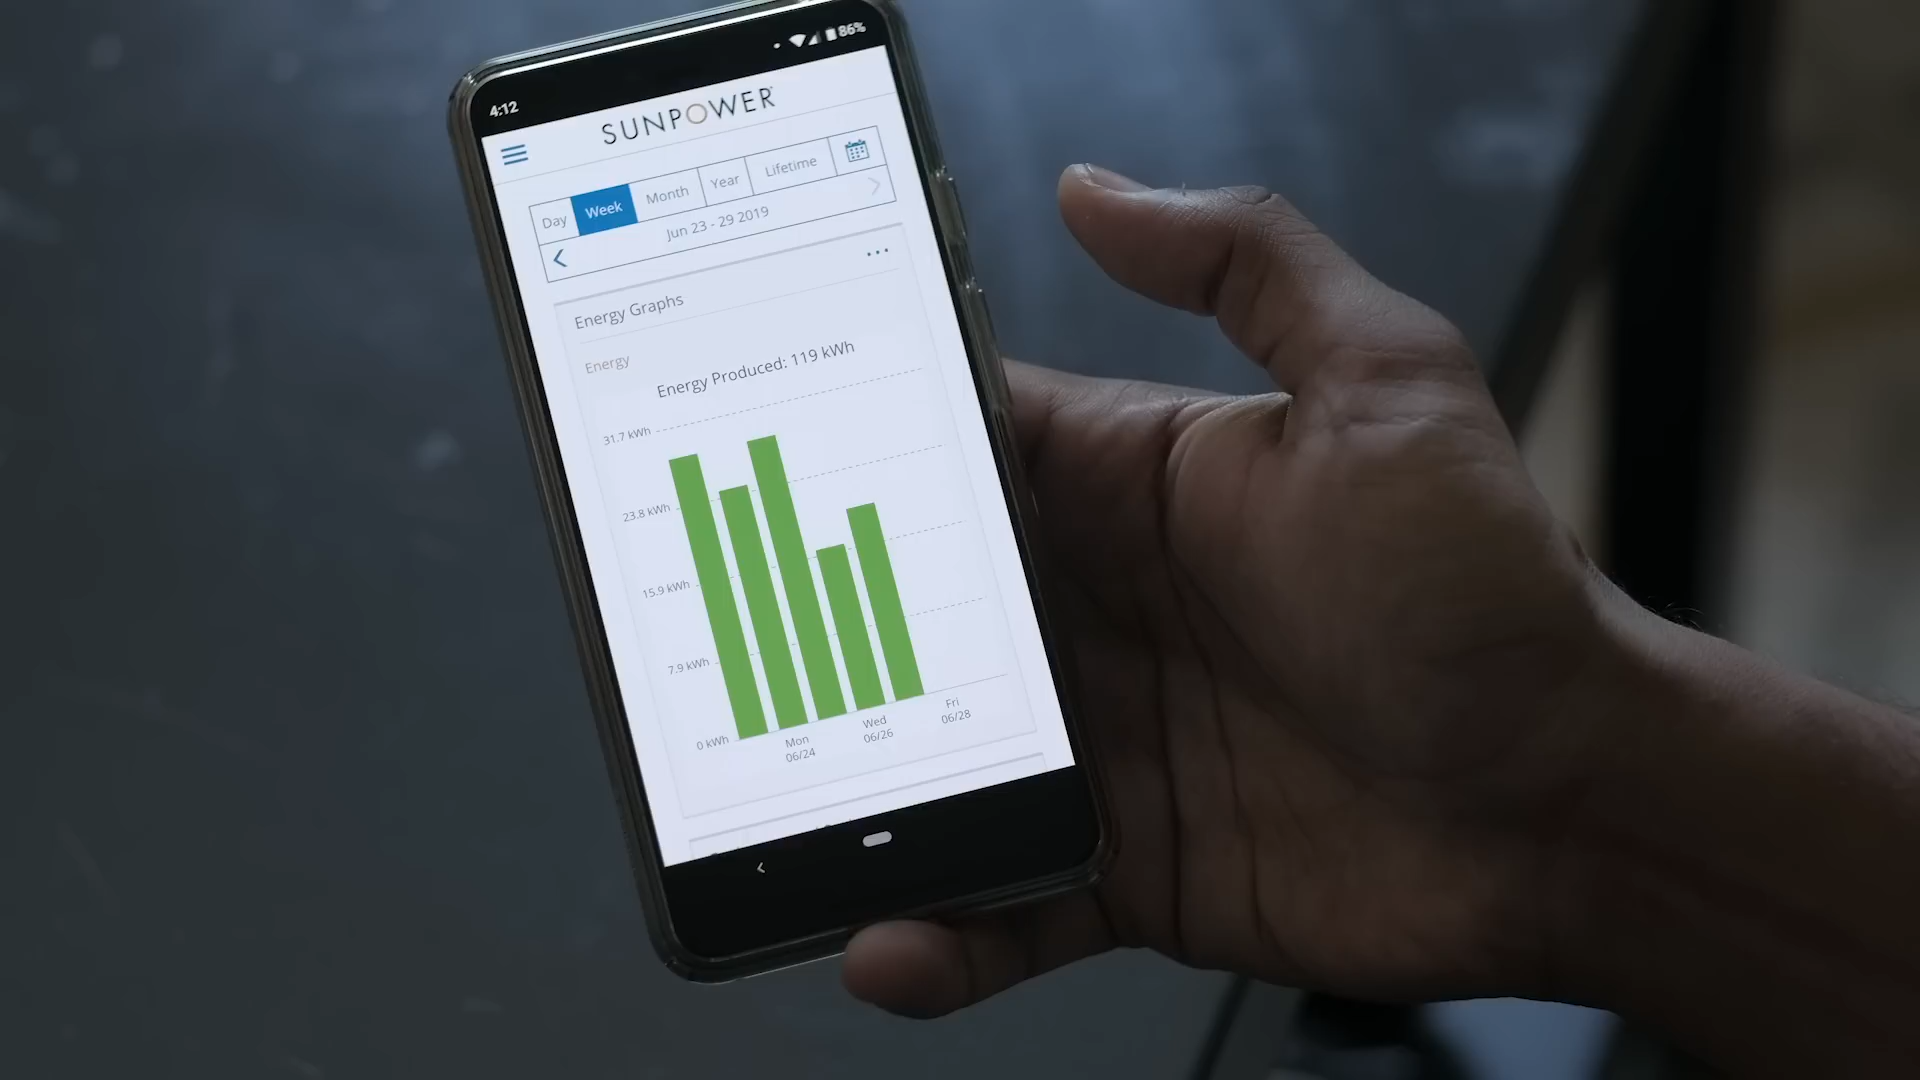 4:12
86%
SUNPOWER
Day Week Month Year Lifetime
Jun 23 - 29 2019
Energy Graphs
Energy
Energy Produced: 119 kWh
31.7 kWh
23.8 kWh
15.9 kWh
7.9 kWh
0 kWh
Mon
06/24
Wed
06/26
Fri
06/28